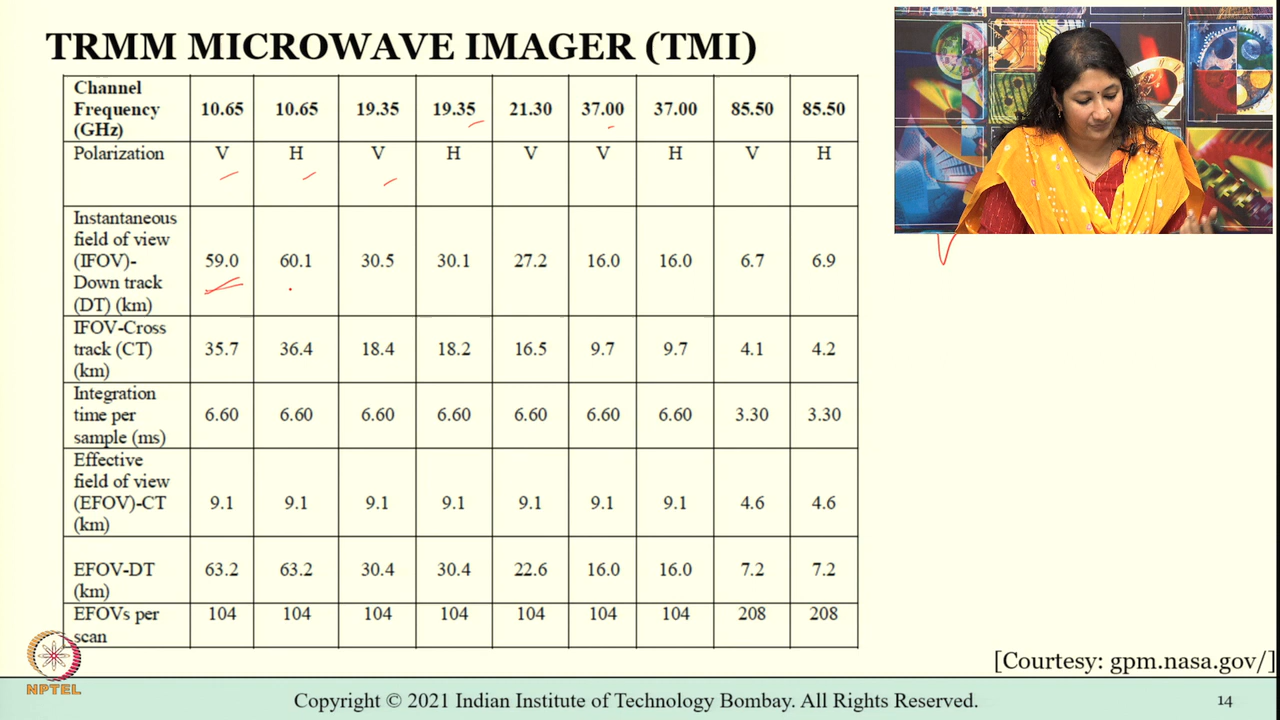 TRMM MICROWAVE IMAGER (TMI)
Channel
Frequency
(GHz) 10.65 10.65 19.35 19.35 21.30 37.00 37.00 85.50 85.50
Polarization V H V H V V H V H
Instantaneous
field of view
(IFOV)- 59.0 60.1 30.5 30.1 27.2 16.0 16.0 6.7 6.9
Down track
(DT) (km)
IFOV-Cross
track (CT) 35.7 36.4 18.4 18.2 16.5 9.7 9.7 4.1 4.2
(km)
Integration
time per 6.60 6.60 6.60 6.60 6.60 6.60 6.60 3.30 3.30
sample (ms)
Effective
field of view
(EFOV)-CT 9.1 9.1 9.1 9.1 9.1 9.1 9.1 4.6 4.6
(km)
EFOV-DT 63.2 63.2 30.4 30.4 22.6 16.0 16.0 7.2 7.2
(km)
EFOVs per 104 104 104 104 104 104 104 208 208
scan
[Courtesy: gpm.nasa.gov/]
NPTEL
Copyright © 2021 Indian Institute of Technology Bombay. All Rights Reserved.
14